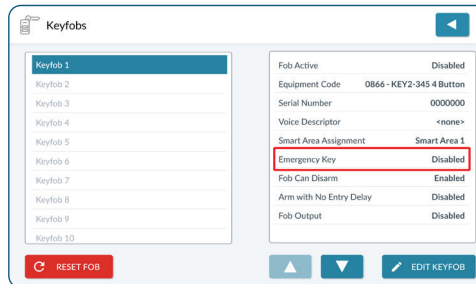 Keyfobs
Keyfob 1
Keyfob 2
Keyfob 3
Keyfob 4
Keyfob 5
Keyfob 6
Keyfob 7
Keyfob 8
Keyfob 9
Keyfob 10
Fob Active Disabled
Equipment Code 0866 - KEY2-345 4 Button
Serial Number 0000000
Voice Descriptor <none>
Smart Area Assignment Smart Area 1
Emergency Key Disabled
Fob Can Disarm Enabled
Arm with No Entry Delay Disabled
Fob Output Disabled
RESET FOB
EDIT KEYFOB